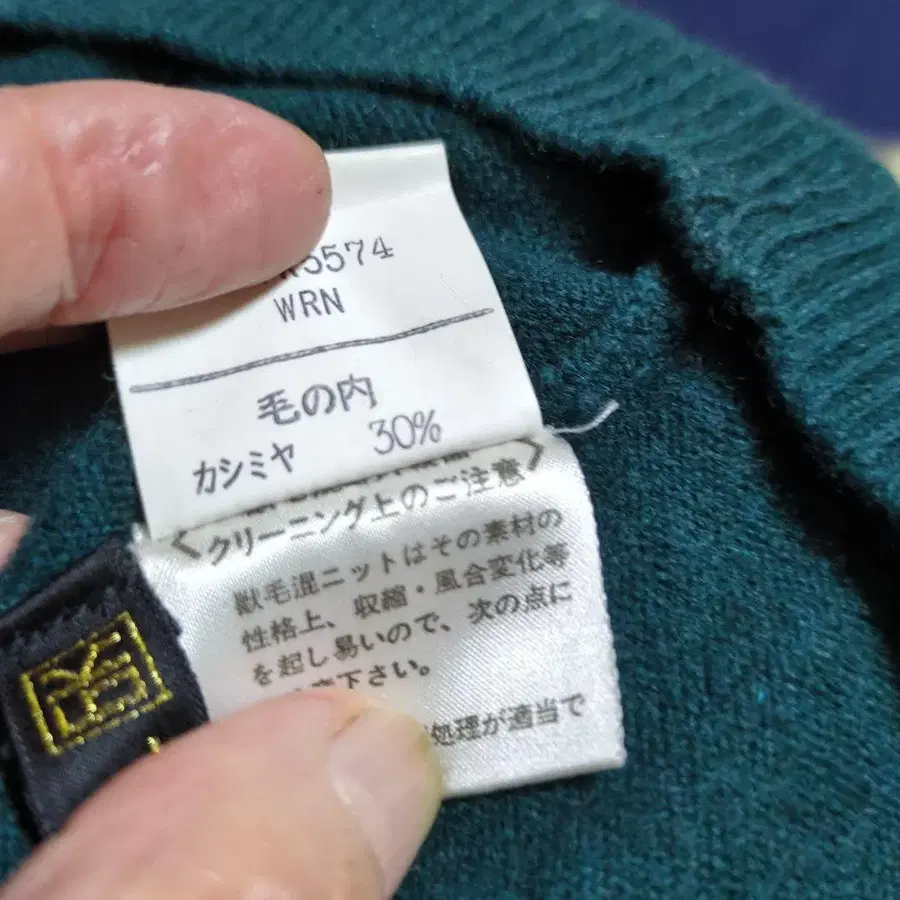 5574
WRN
毛の内
カシミヤ 30%
クリーニング上のご注意
獣毛混ニットはその素材の
性格上、収縮・風合変化等
を起し易いので、次の点に
下さい。
処理が適当で